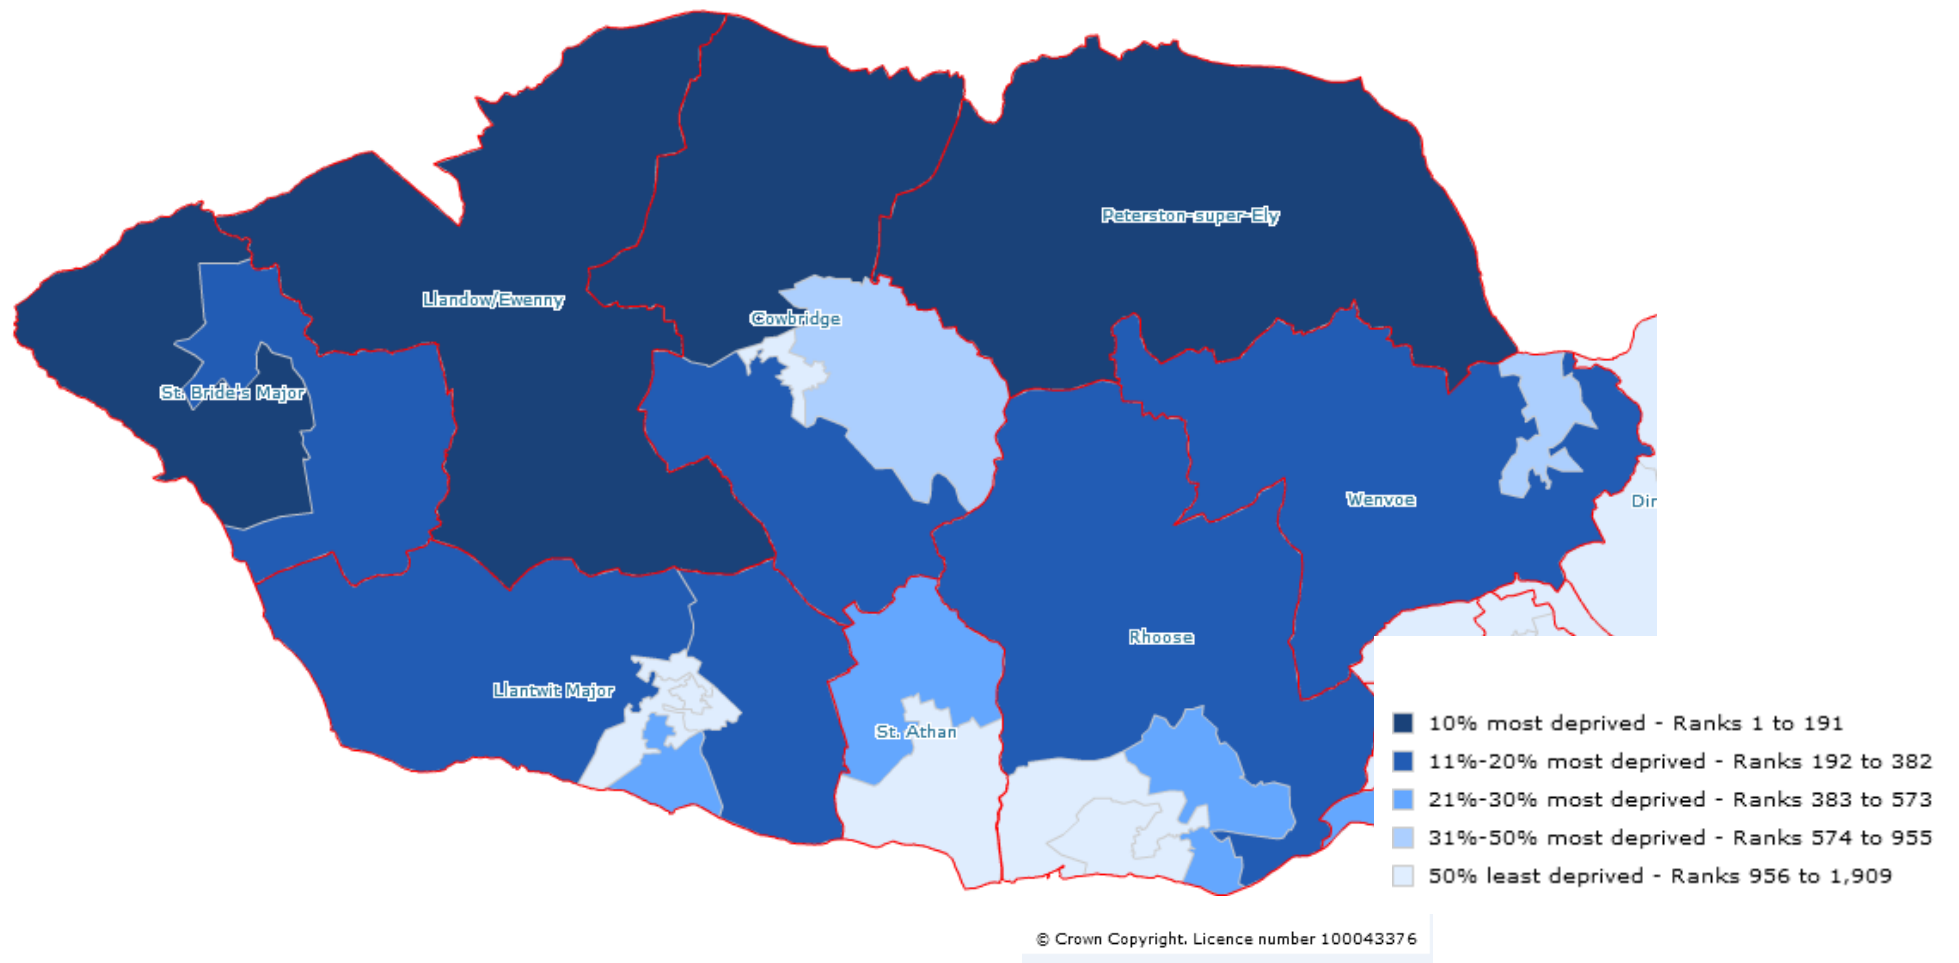 Peterston-super-Ely
Llandow/Ewenny
Cowbridge
St. Bride's Major
Wenvoe
Dir
Rhoose
Llantwit Major
St. Athan
10% most deprived - Ranks 1 to 191
11%-20% most deprived - Ranks 192 to 382
21%-30% most deprived - Ranks 383 to 573
31%-50% most deprived - Ranks 574 to 955
50% least deprived - Ranks 956 to 1,909
© Crown Copyright. Licence number 100043376